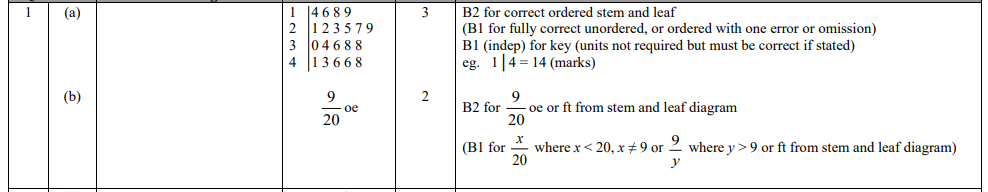 1 (a) 1 |4 6 8 9 3 B2 for correct ordered stem and leaf
2 |1 2 3 5 7 9 (B1 for fully correct unordered, or ordered with one error or omission)
3 |0 4 6 8 8 B1 (indep) for key (units not required but must be correct if stated)
4 |1 3 6 6 8 eg. 1|4 = 14 (marks)
(b) 9/20 oe 2 B2 for 9/20 oe or ft from stem and leaf diagram
(B1 for x/20 where x < 20, x ≠ 9 or 9/y where y > 9 or ft from stem and leaf diagram)